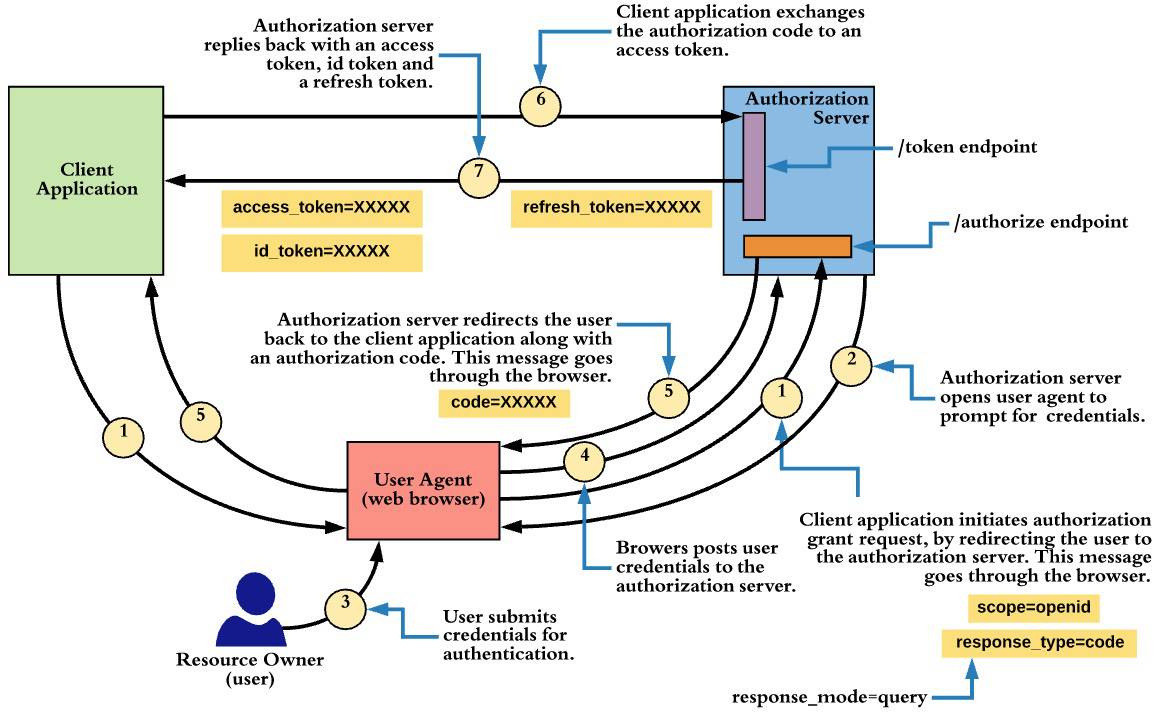 Client application exchanges
the authorization code to an
access token.
Authorization server
replies back with an access
token, id token and
a refresh token.
6
Authorization
Server
Client
Application
/token endpoint
7
access_token=XXXXX
refresh_token=XXXXX
id_token=XXXXX
/authorize endpoint
Authorization server redirects the user
back to the client application along with
an authorization code. This message goes
through the browser.
code=XXXXX
2
Authorization server
opens user agent to
prompt for credentials.
5
1
5
1
4
User Agent
(web browser)
Client application initiates authorization
grant request, by redirecting the user to
the authorization server. This message
goes through the browser.
scope=openid
response_type=code
response_mode=query
Browers posts user
credentials to the
authorization server.
3
User submits
credentials for
authentication.
Resource Owner
(user)